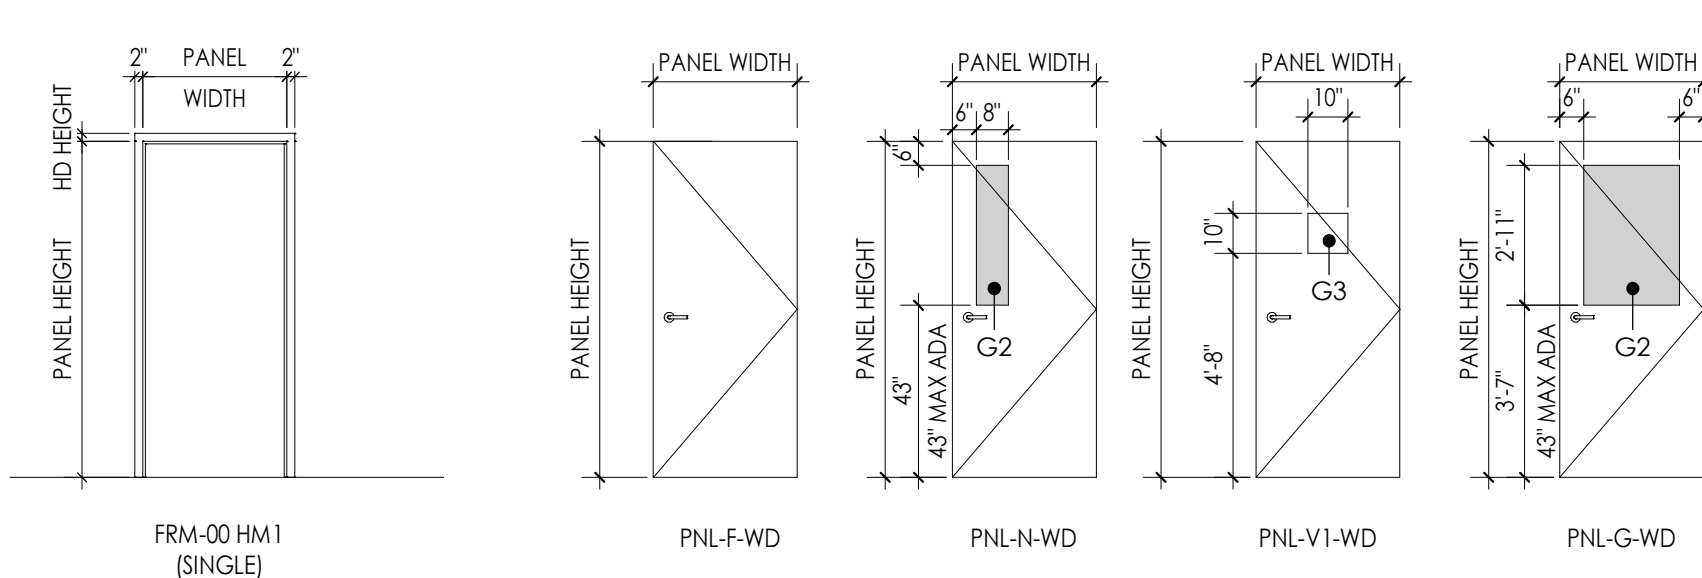 2" PANEL 2"
WIDTH
HD HEIGHT
PANEL HEIGHT
FRM-00 HM1
(SINGLE)
PANEL WIDTH
PANEL HEIGHT
PNL-F-WD
PANEL WIDTH
6" 8"
6"
PANEL HEIGHT
43"
43" MAX ADA
G2
PNL-N-WD
PANEL WIDTH
10"
10"
PANEL HEIGHT
G3
4'-8"
PNL-V1-WD
PANEL WIDTH
6" 6"
2'-11"
PANEL HEIGHT
3'-7"
43" MAX ADA
G2
PNL-G-WD